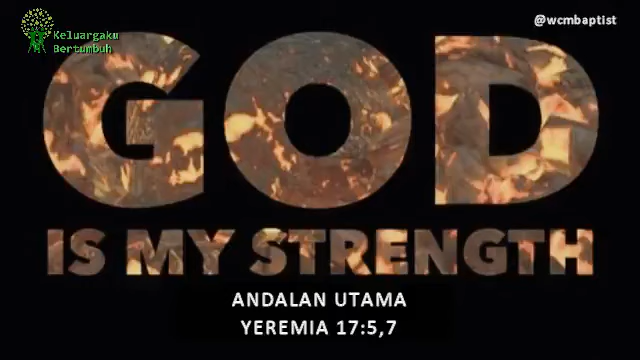 Keluargaku
Bertumbuh
@wcmbaptist
GOD
IS MY STRENGTH
ANDALAN UTAMA
YEREMIA 17:5,7